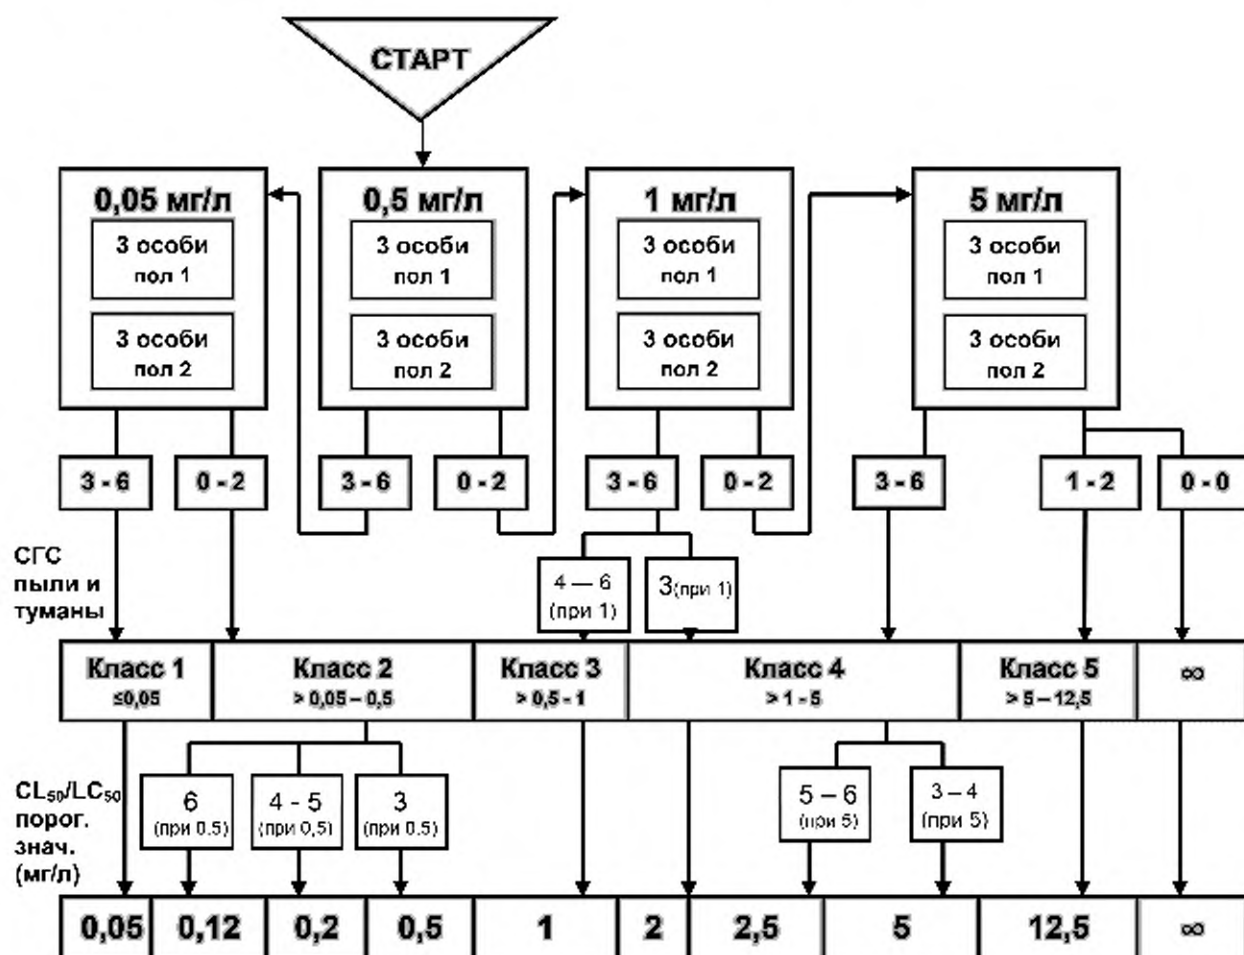 СТАРТ
0,05 мг/л
3 особи
пол 1
3 особи
пол 2
0,5 мг/л
3 особи
пол 1
3 особи
пол 2
1 мг/л
3 особи
пол 1
3 особи
пол 2
5 мг/л
3 особи
пол 1
3 особи
пол 2
3 - 6
0 - 2
3 - 6
0 - 2
3 - 6
0 - 2
3 - 6
1 - 2
0 - 0
СГС
пыли и
туманы
4 — 6
(при 1)
3(при 1)
Класс 1
≤0,05
Класс 2
> 0,05 – 0,5
Класс 3
> 0,5 - 1
Класс 4
> 1 - 5
Класс 5
> 5 – 12,5
∞
CL₅₀/LC₅₀
порог.
знач.
(мг/л)
6
(при 0.5)
4 - 5
(при 0,5)
3
(при 0.5)
5 – 6
(при 5)
3 – 4
(при 5)
0,05
0,12
0,2
0,5
1
2
2,5
5
12,5
∞